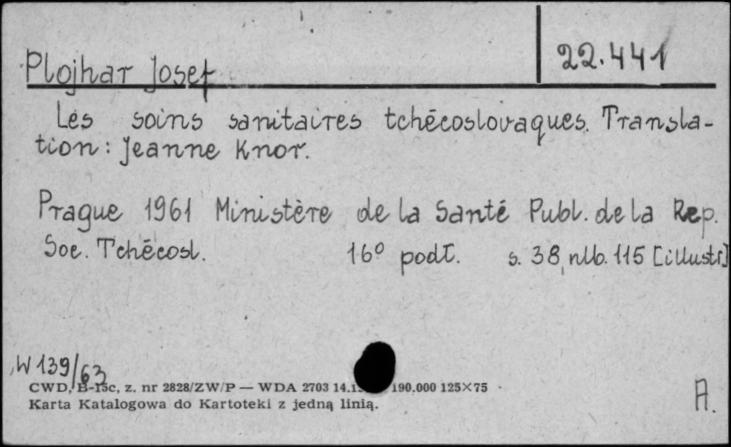 22.441
Plojhar Josef
Les soins sanitaires tchécoslovaques. Transla-
tion: Jeanne Knor.
Prague 1961 Ministère de la Santé Publ. de la Rep.
Soc. Tchécosl. 16° podł. s. 38, nlb. 115 [illustr]
W 139/63
CWD, B-13c, z. nr 2828/ZW/P — WDA 2703 190.000 125×75
Karta Katalogowa do Kartoteki z jedną linią.
A.